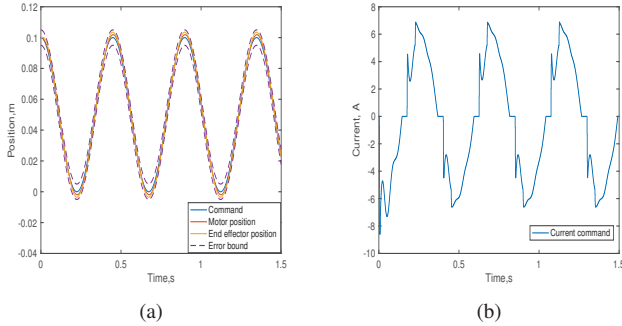 0.12
0.1
0.08
0.06
0.04
0.02
0
-0.02
-0.04
Position,m
0
0.5
1
1.5
Time,s
Command
Motor position
End effector position
Error bound
(a)
8
6
4
2
0
-2
-4
-6
-8
-10
Current, A
0
0.5
1
1.5
Time,s
Current command
(b)